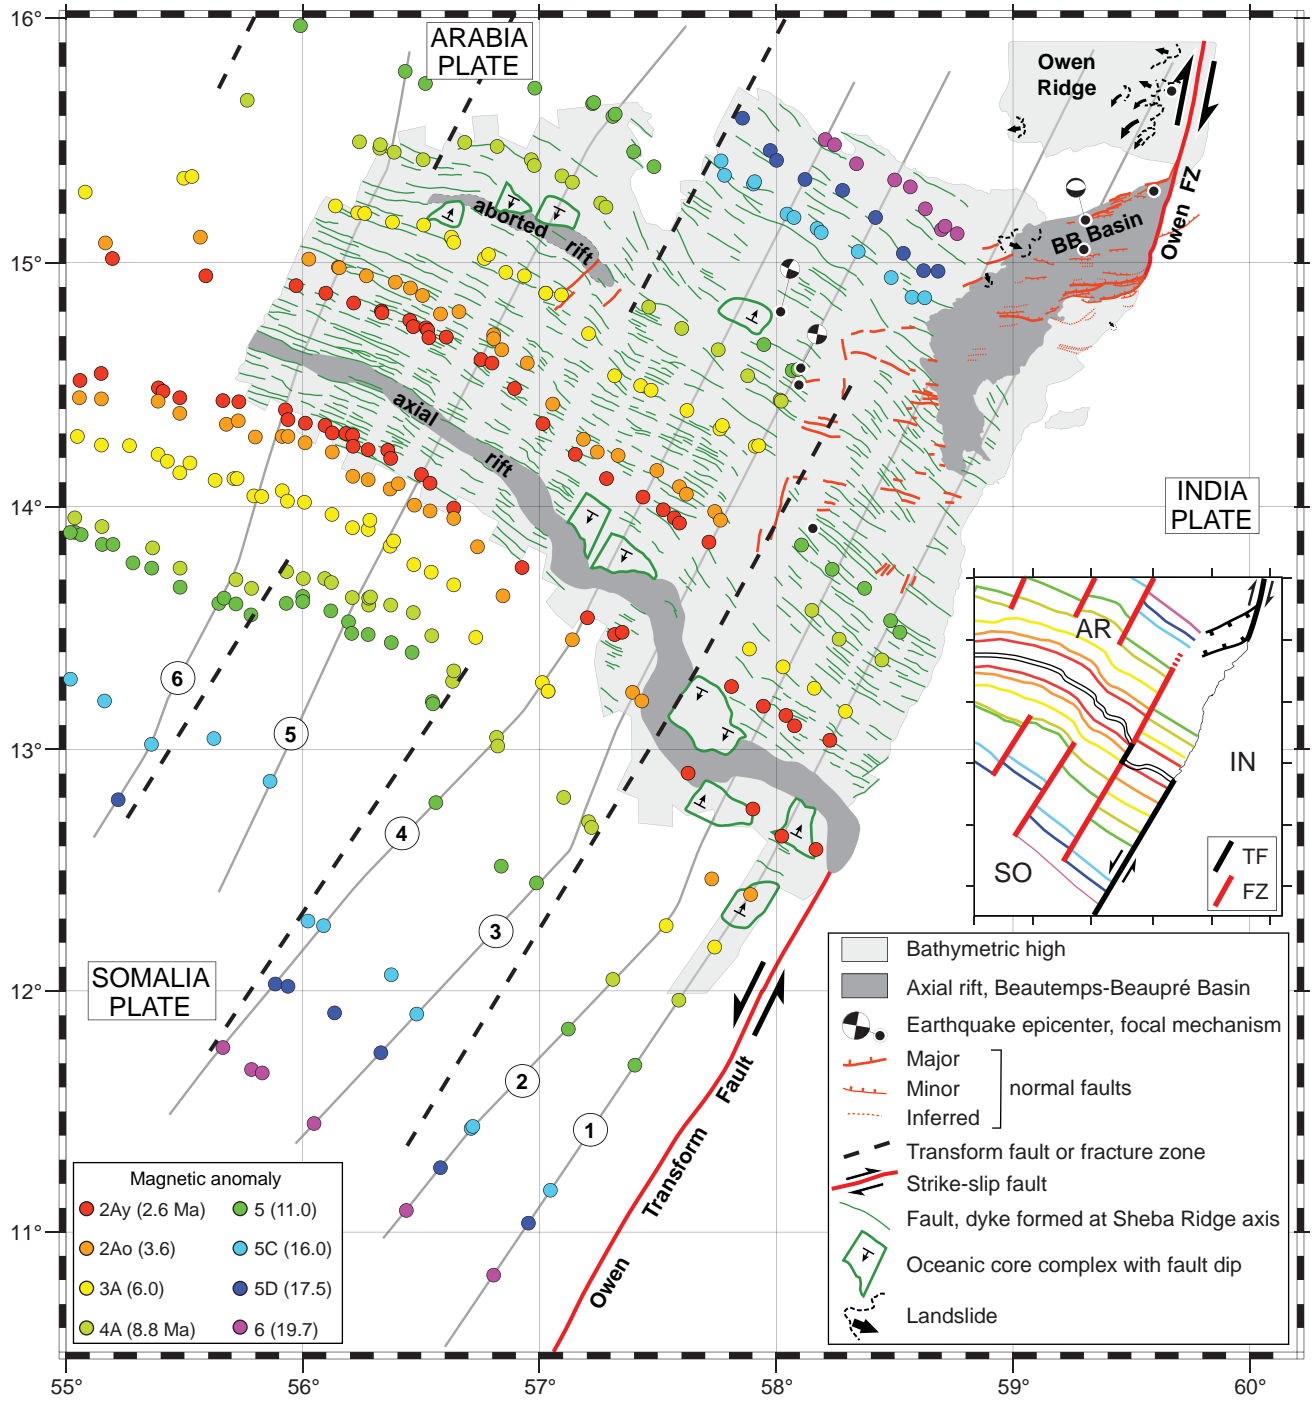 16°
15°
14°
13°
12°
11°
55°
56°
57°
58°
59°
60°
ARABIA
PLATE
Owen
Ridge
Owen FZ
BB Basin
aborted
rift
axial
rift
INDIA
PLATE
SOMALIA
PLATE
6
5
4
3
2
1
Owen Transform Fault
AR
IN
SO
TF
FZ
Magnetic anomaly
2Ay (2.6 Ma)
2Ao (3.6)
3A (6.0)
4A (8.8 Ma)
5 (11.0)
5C (16.0)
5D (17.5)
6 (19.7)
Bathymetric high
Axial rift, Beautemps-Beaupré Basin
Earthquake epicenter, focal mechanism
Major
Minor
Inferred
normal faults
Transform fault or fracture zone
Strike-slip fault
Fault, dyke formed at Sheba Ridge axis
Oceanic core complex with fault dip
Landslide